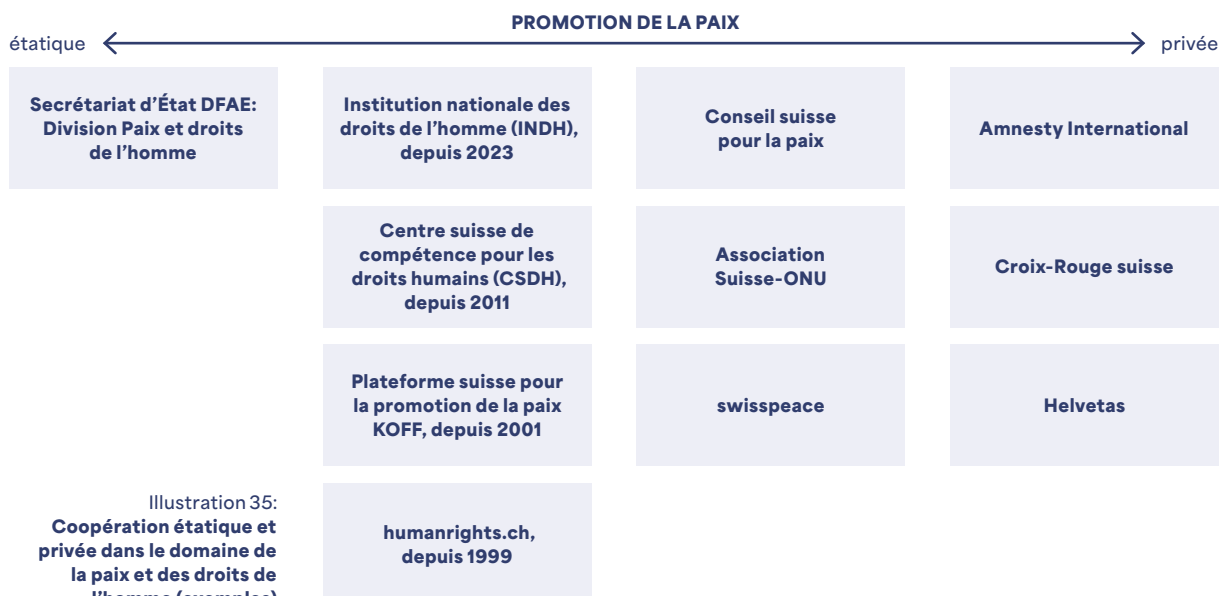 PROMOTION DE LA PAIX
étatique
privée
Secrétariat d'État DFAE:
Division Paix et droits
de l'homme
Institution nationale des
droits de l'homme (INDH),
depuis 2023
Conseil suisse
pour la paix
Amnesty International
Centre suisse de
compétence pour les
droits humains (CSDH),
depuis 2011
Association
Suisse-ONU
Croix-Rouge suisse
Plateforme suisse pour
la promotion de la paix
KOFF, depuis 2001
swisspeace
Helvetas
Illustration 35:
Coopération étatique et
privée dans le domaine de
la paix et des droits de
l'homme (exemples)
humanrights.ch,
depuis 1999